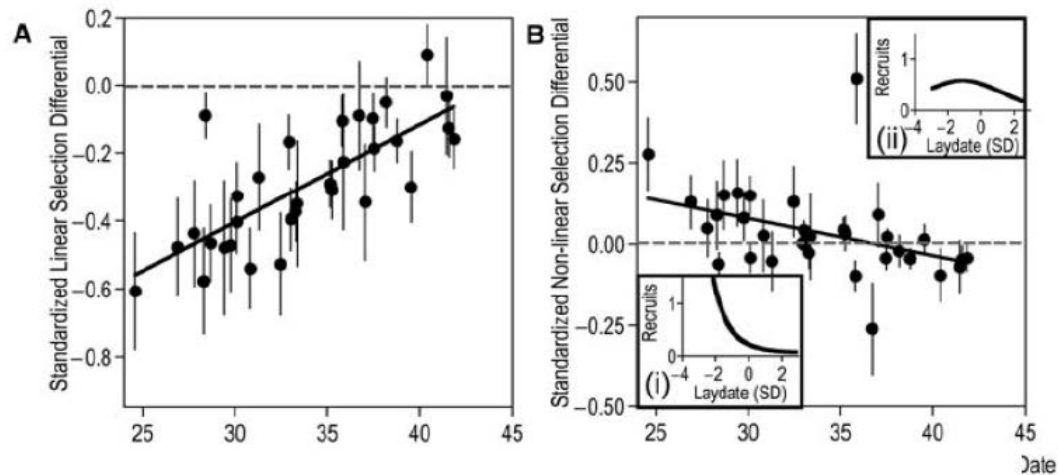 A
Standardized Linear Selection Differential
0.2
0.0
−0.2
−0.4
−0.6
−0.8
25 30 35 40 45
B
Standardized Non-linear Selection Differential
0.50
0.25
0.00
−0.25
−0.50
25 30 35 40 45
Date
(ii)
Recruits
1
0
−4 −2 0 2
Laydate (SD)
(i)
Recruits
1
0
−4 −2 0 2
Laydate (SD)